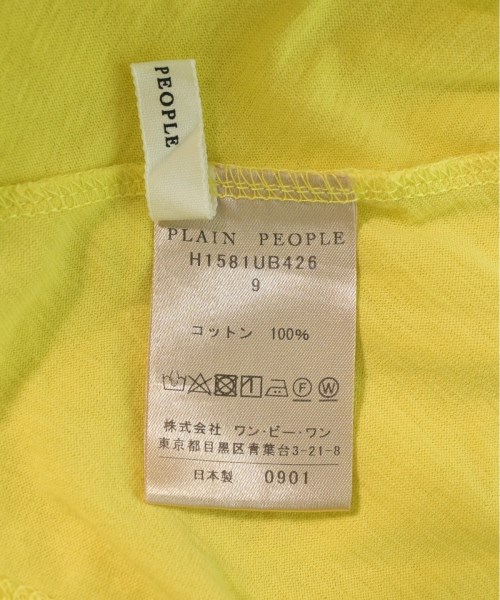 PEOPLE
PLAIN PEOPLE
H1581UB426
9
コットン 100%
F W
株式会社 ワン・ビー・ワン
東京都目黒区青葉台3-21-8
日本製 0901